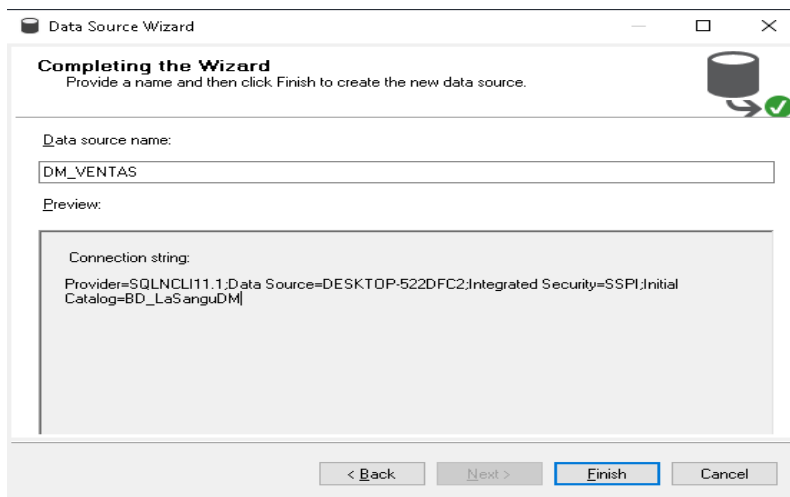 Data Source Wizard
Completing the Wizard
Provide a name and then click Finish to create the new data source.
Data source name:
DM_VENTAS
Preview:
Connection string:
Provider=SQLNCLI11.1;Data Source=DESKTOP-522DFC2;Integrated Security=SSPI;Initial
Catalog=BD_LaSanguDM
< Back Next > Finish Cancel